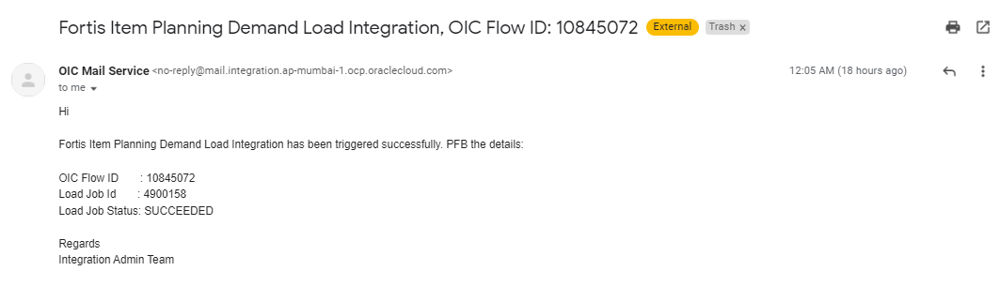 Fortis Item Planning Demand Load Integration, OIC Flow ID: 10845072 External Trash x
OIC Mail Service <no-reply@mail.integration.ap-mumbai-1.ocp.oraclecloud.com> 12:05 AM (18 hours ago)
to me
Hi
Fortis Item Planning Demand Load Integration has been triggered successfully. PFB the details:
OIC Flow ID : 10845072
Load Job Id : 4900158
Load Job Status: SUCCEEDED
Regards
Integration Admin Team